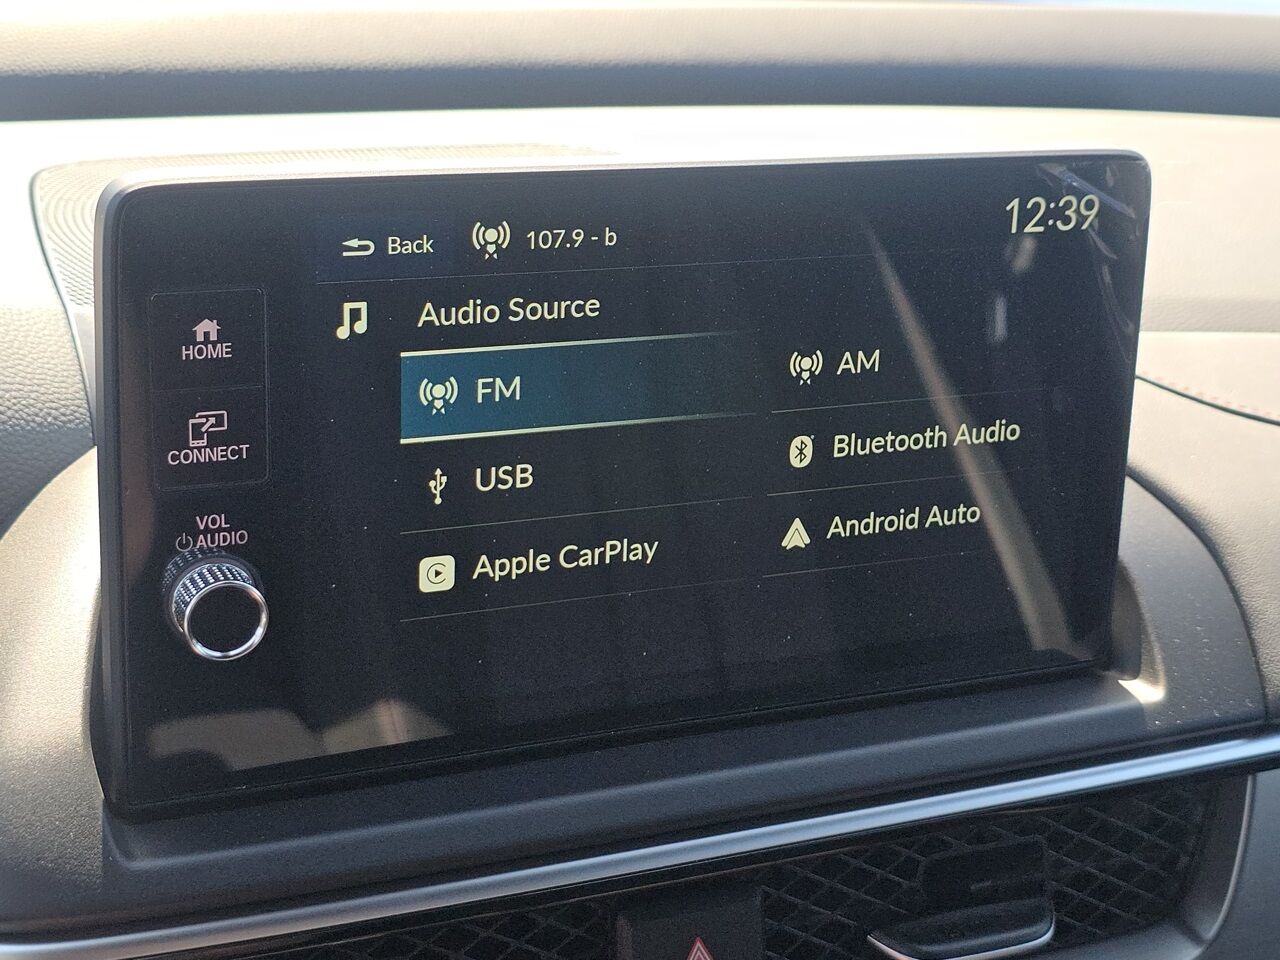 Back 107.9 - b 12:39
Audio Source
FM
AM
USB
Bluetooth Audio
Apple CarPlay
Android Auto
HOME
CONNECT
VOL
AUDIO